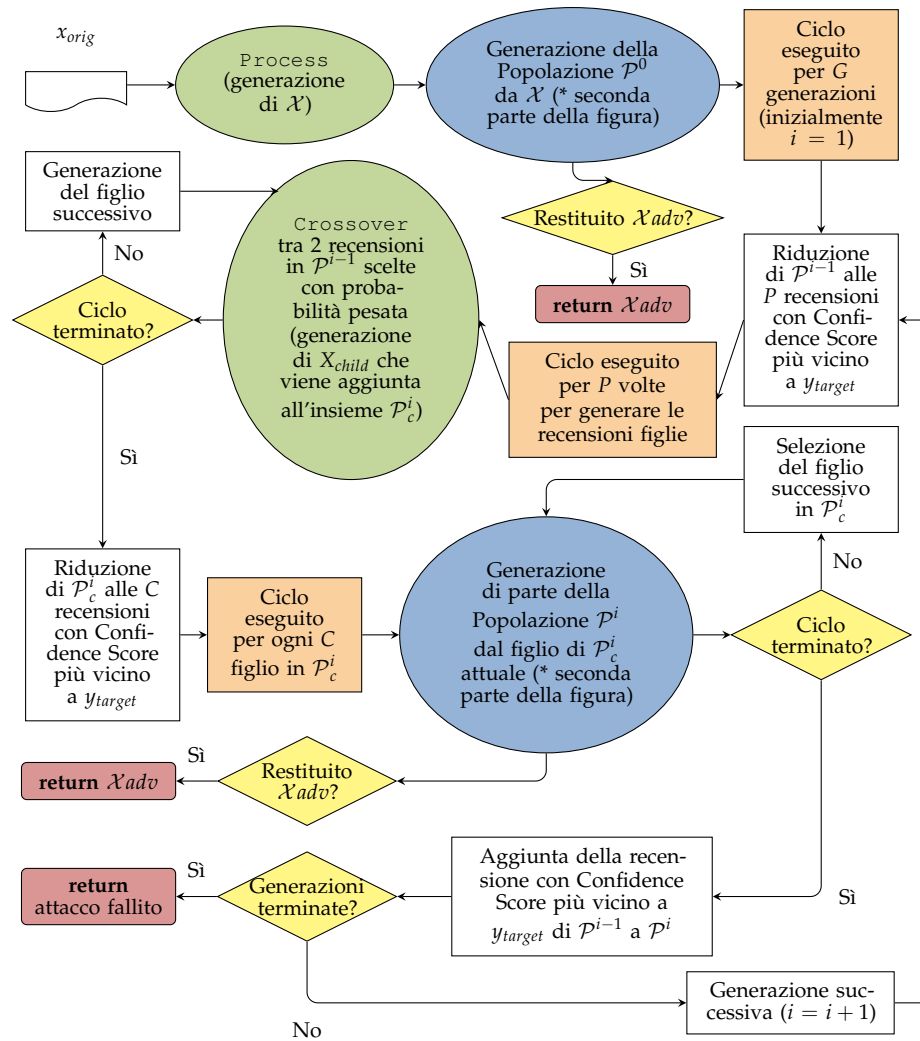 x_orig
Process
(generazione
di 𝒳)
Generazione della
Popolazione 𝒫^0
da 𝒳 (* seconda
parte della figura)
Ciclo
eseguito
per G
generazioni
(inizialmente
i = 1)
Generazione
del figlio
successivo
Crossover
tra 2 recensioni
in 𝒫^{i−1} scelte
con proba-
bilità pesata
(generazione
di X_child che
viene aggiunta
all'insieme 𝒫_c^i)
Restituito 𝒳adv?
Sì
return 𝒳adv
Riduzione
di 𝒫^{i−1} alle
P recensioni
con Confi-
dence Score
più vicino
a y_target
No
Ciclo
terminato?
Sì
Ciclo eseguito
per P volte
per generare le
recensioni figlie
Selezione
del figlio
successivo
in 𝒫_c^i
No
Riduzione
di 𝒫_c^i alle C
recensioni
con Confi-
dence Score
più vicino
a y_target
Ciclo
eseguito
per ogni C
figlio in 𝒫_c^i
Generazione
di parte della
Popolazione 𝒫^i
dal figlio di 𝒫_c^i
attuale (* seconda
parte della figura)
Ciclo
terminato?
Sì
return 𝒳adv
Sì
Restituito
𝒳adv?
return
attacco fallito
Sì
Generazioni
terminate?
Aggiunta della recen-
sione con Confidence
Score più vicino a
y_target di 𝒫^{i−1} a 𝒫^i
No
Generazione suc-
cessiva (i = i + 1)